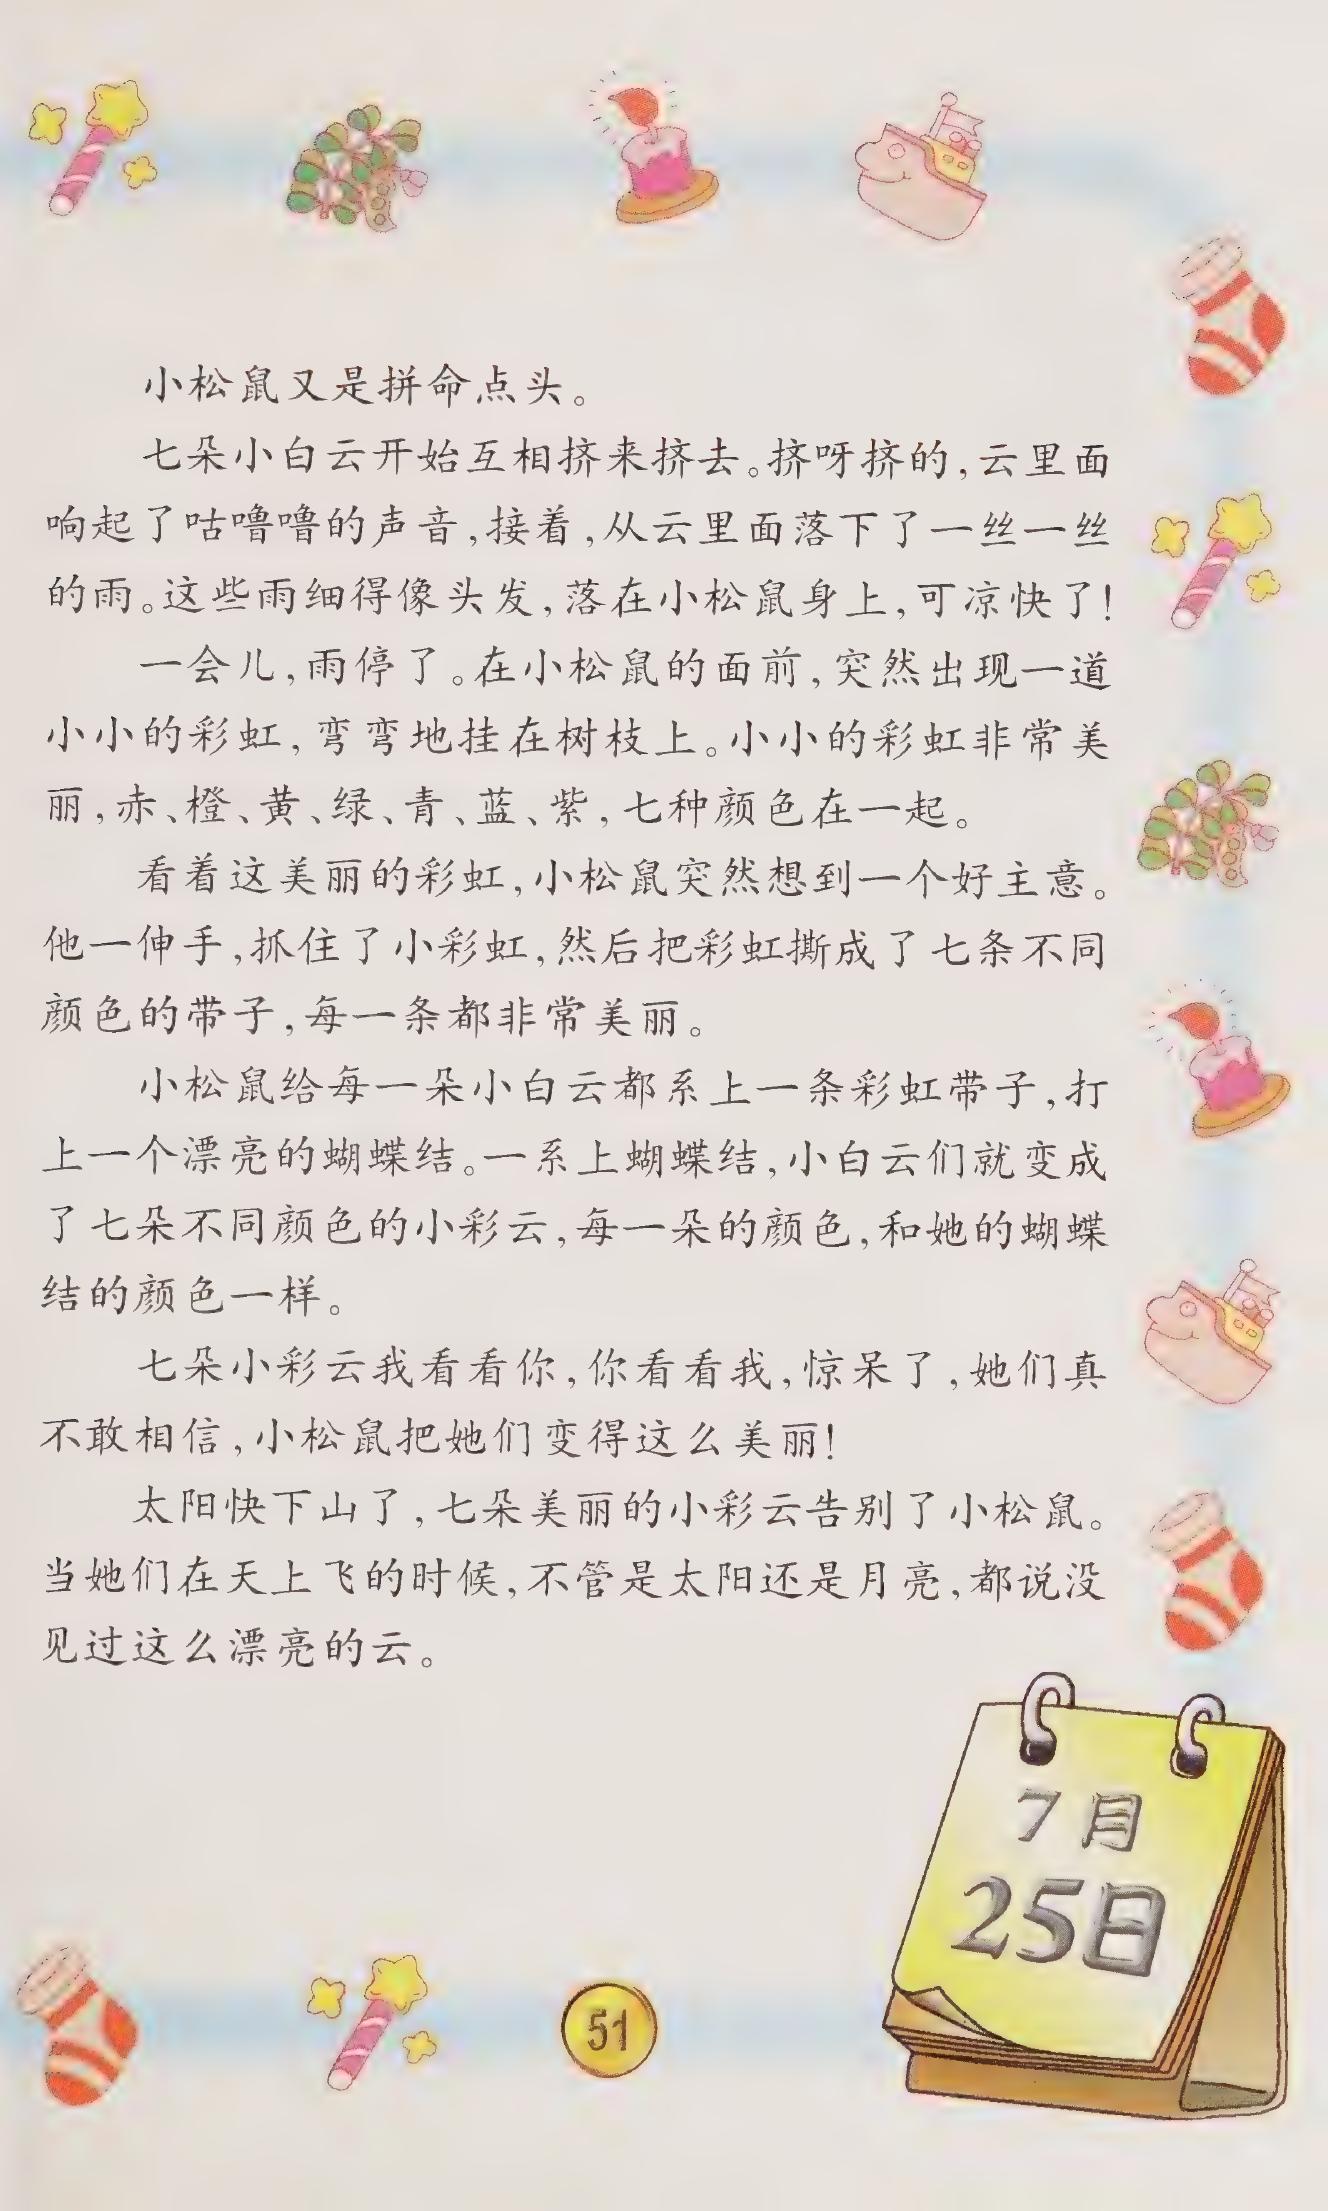 小松鼠又是拼命点头。
七朵小白云开始互相挤来挤去。挤呀挤的,云里面
响起了咕噜噜的声音,接着,从云里面落下了一丝一丝
的雨。这些雨细得像头发,落在小松鼠身上,可凉快了!
一会儿,雨停了。在小松鼠的面前,突然出现一道
小小的彩虹,弯弯地挂在树枝上。小小的彩虹非常美
丽,赤、橙、黄、绿、青、蓝、紫,七种颜色在一起。
看着这美丽的彩虹,小松鼠突然想到一个好主意。
他一伸手,抓住了小彩虹,然后把彩虹撕成了七条不同
颜色的带子,每一条都非常美丽。
小松鼠给每一朵小白云都系上一条彩虹带子,打
上一个漂亮的蝴蝶结。一系上蝴蝶结,小白云们就变成
了七朵不同颜色的小彩云,每一朵的颜色,和她的蝴蝶
结的颜色一样。
七朵小彩云我看看你,你看看我,惊呆了,她们真
不敢相信,小松鼠把她们变得这么美丽!
太阳快下山了,七朵美丽的小彩云告别了小松鼠。
当她们在天上飞的时候,不管是太阳还是月亮,都说没
见过这么漂亮的云。
7月
25日
51